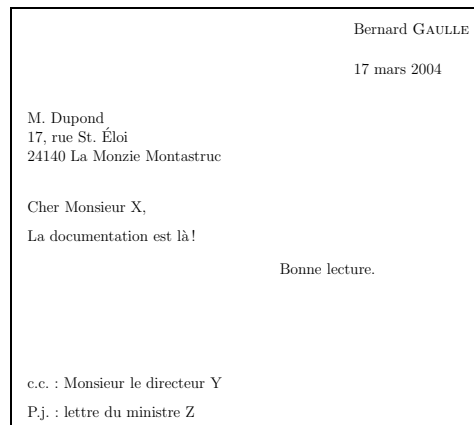 Bernard GAULLE
17 mars 2004
M. Dupond
17, rue St. Éloi
24140 La Monzie Montastruc
Cher Monsieur X,
La documentation est là !
Bonne lecture.
c.c. : Monsieur le directeur Y
P.j. : lettre du ministre Z